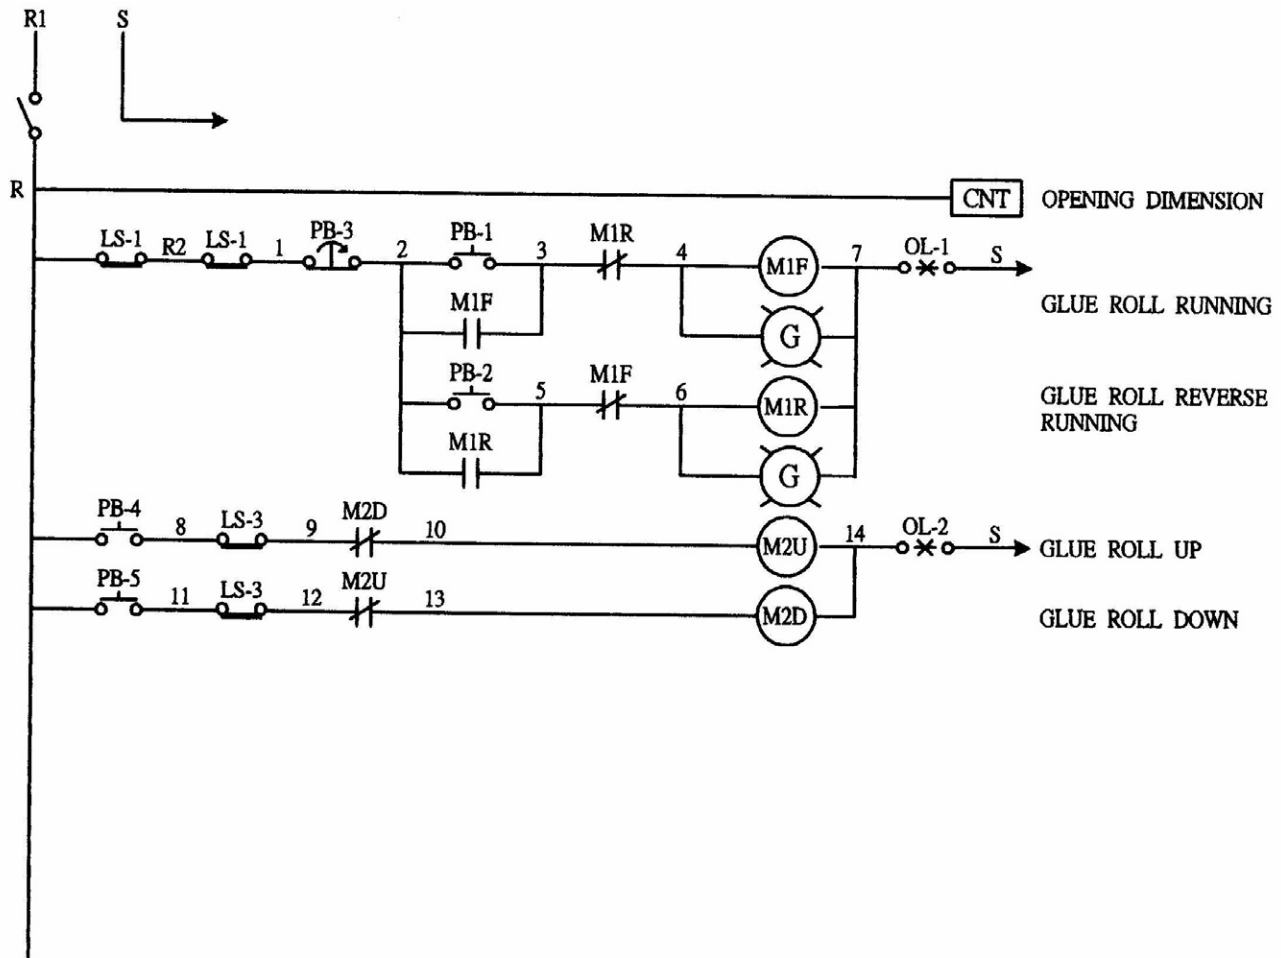 R1 S
R CNT OPENING DIMENSION
LS-1 R2 LS-1 1 PB-3 2 PB-1 3 M1R 4 M1F 7 OL-1 S
M1F G GLUE ROLL RUNNING
PB-2 5 M1F 6 M1R GLUE ROLL REVERSE
RUNNING
M1R G
PB-4 8 LS-3 9 M2D 10 M2U 14 OL-2 S GLUE ROLL UP
PB-5 11 LS-3 12 M2U 13 M2D GLUE ROLL DOWN